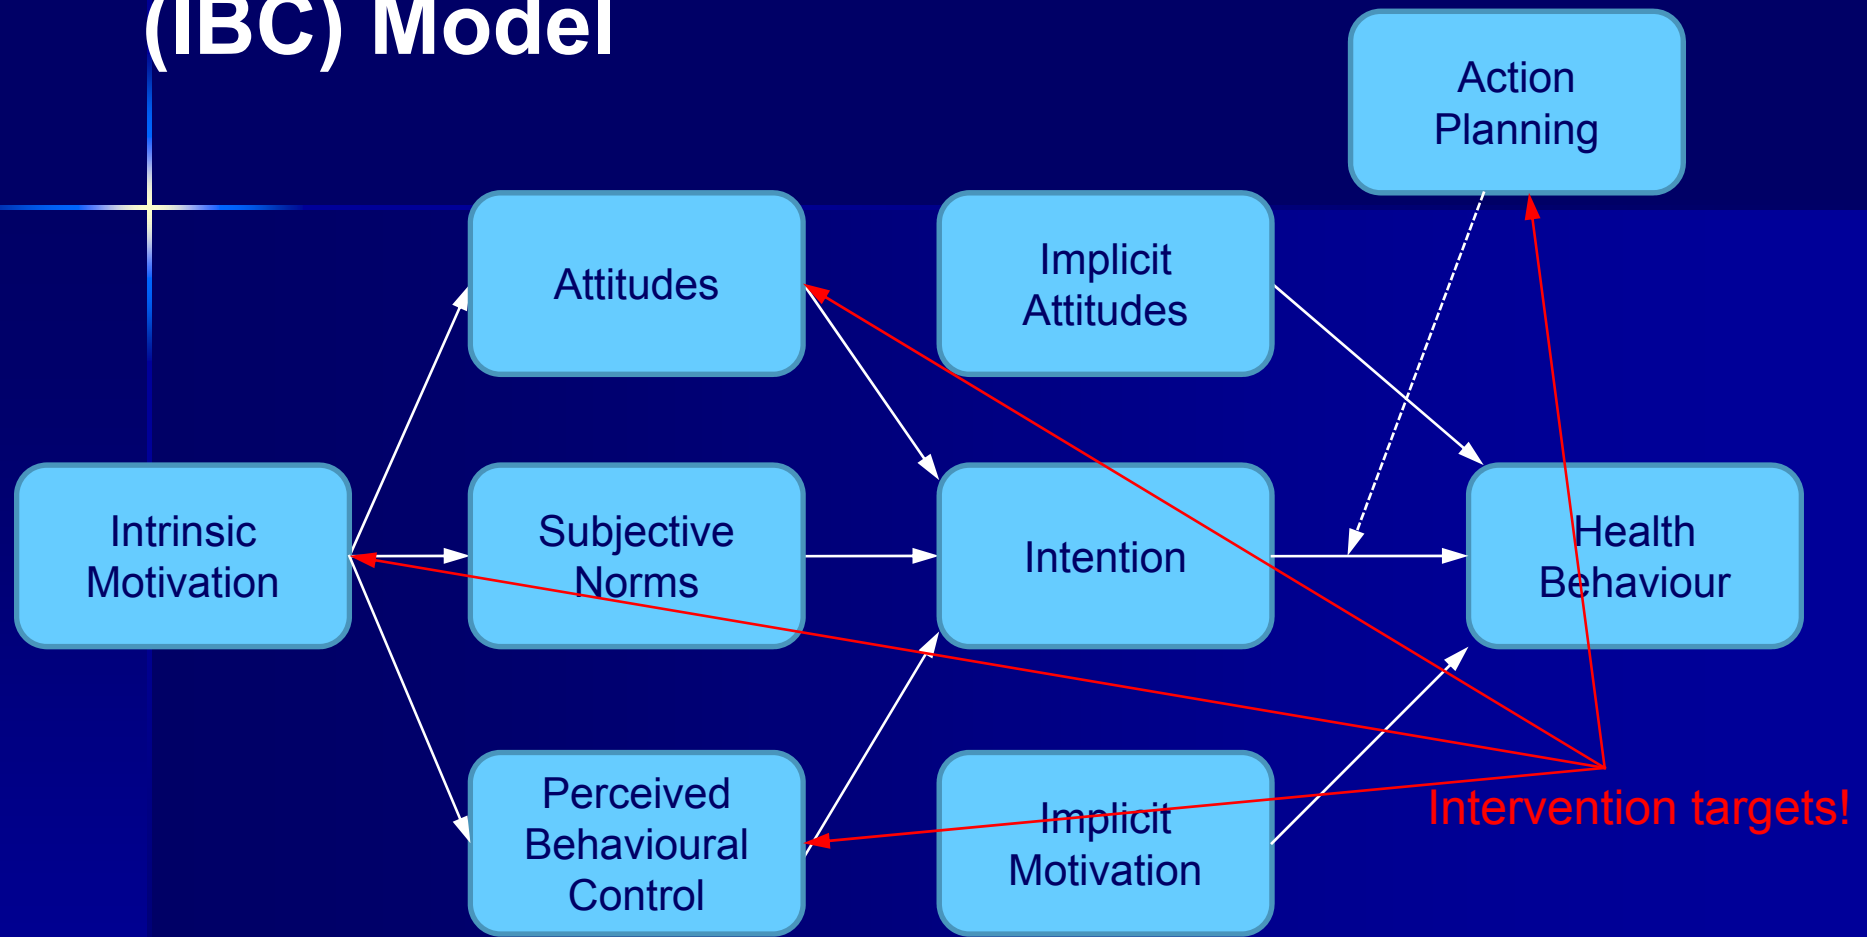 (IBC) Model
Action
Planning
Attitudes
Implicit
Attitudes
Intrinsic
Motivation
Subjective
Norms
Intention
Health
Behaviour
Perceived
Behavioural
Control
Implicit
Motivation
Intervention targets!